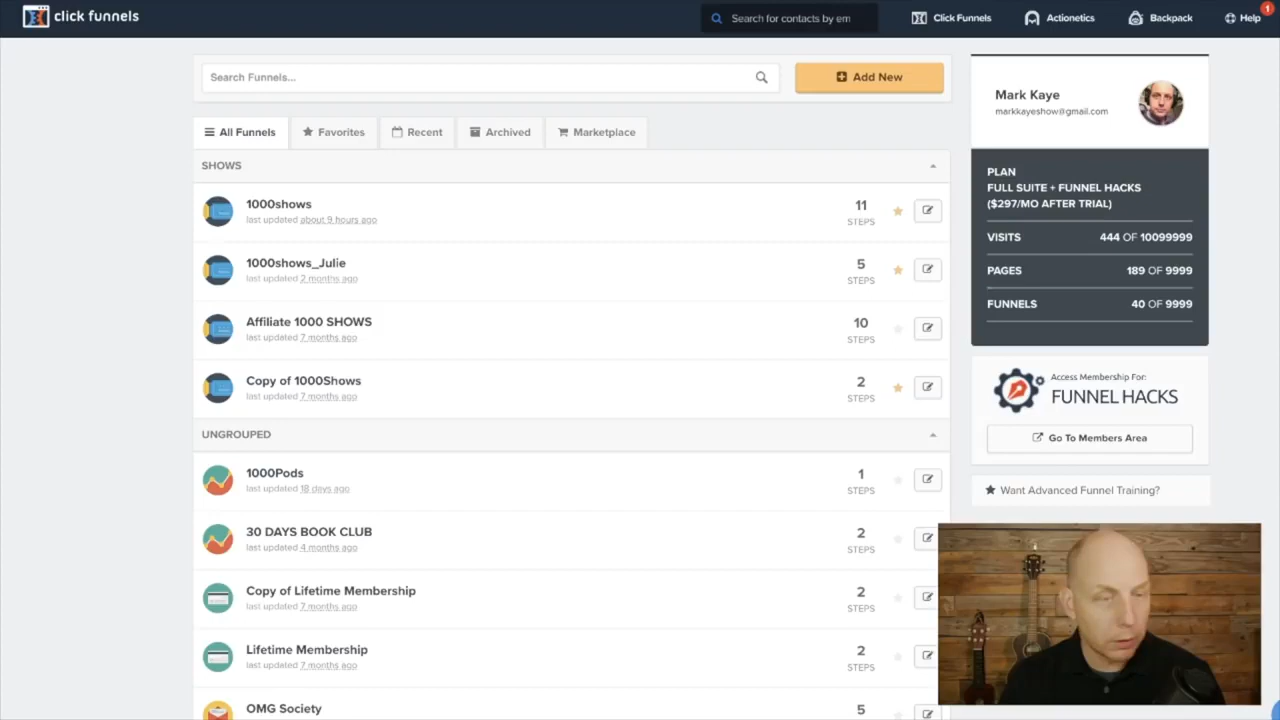 click funnels
Search for contacts by em
Click Funnels
Actionetics
Backpack
Help
1
Search Funnels...
Add New
All Funnels
Favorites
Recent
Archived
Marketplace
SHOWS
1000shows
last updated about 9 hours ago
11
STEPS
1000shows_Julie
last updated 2 months ago
5
STEPS
Affiliate 1000 SHOWS
last updated 7 months ago
10
STEPS
Copy of 1000Shows
last updated 7 months ago
2
STEPS
UNGROUPED
1000Pods
last updated 18 days ago
1
STEPS
30 DAYS BOOK CLUB
last updated 4 months ago
2
STEPS
Copy of Lifetime Membership
last updated 7 months ago
2
STEPS
Lifetime Membership
last updated 7 months ago
2
STEPS
OMG Society
5
Mark Kaye
markkayeshow@gmail.com
PLAN
FULL SUITE + FUNNEL HACKS
($297/MO AFTER TRIAL)
VISITS 444 OF 10099999
PAGES 189 OF 9999
FUNNELS 40 OF 9999
Access Membership For:
FUNNEL HACKS
Go To Members Area
Want Advanced Funnel Training?